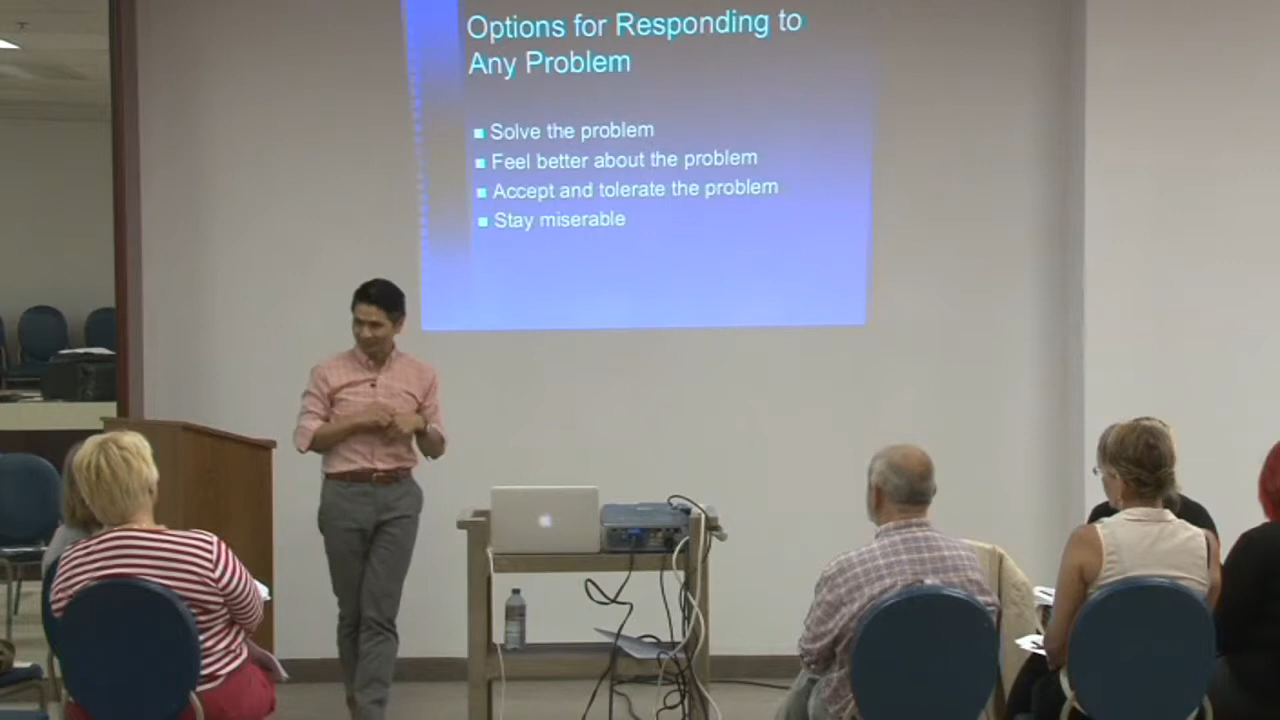 Options for Responding to
Any Problem
Solve the problem
Feel better about the problem
Accept and tolerate the problem
Stay miserable